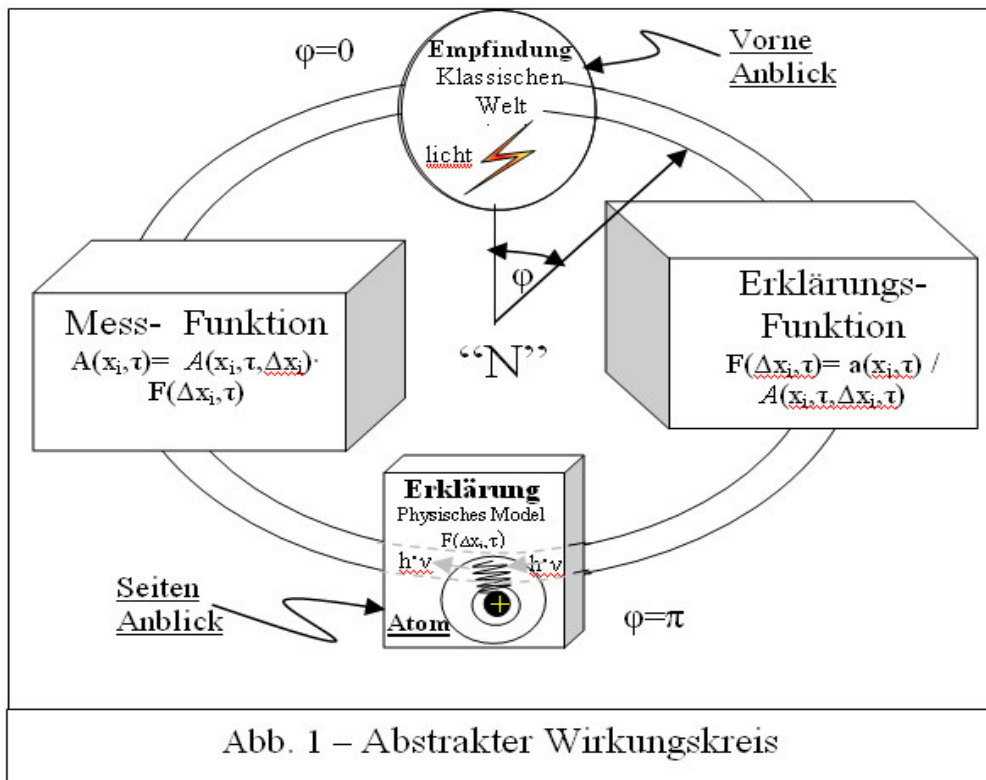 φ=0
Empfindung
Klassischen
Welt
licht
Vorne
Anblick
φ
“N”
Mess- Funktion
A(xᵢ,τ)= A(xᵢ,τ,Δxᵢ)·
F(Δxᵢ,τ)
Erklärungs-
Funktion
F(Δxᵢ,τ)= a(xᵢ,τ) /
A(xᵢ,τ,Δxᵢ,τ)
Erklärung
Physisches Model
F(Δxᵢ,τ)
h·ν
h·ν
+
Atom
Seiten
Anblick
φ=π
Abb. 1 – Abstrakter Wirkungskreis